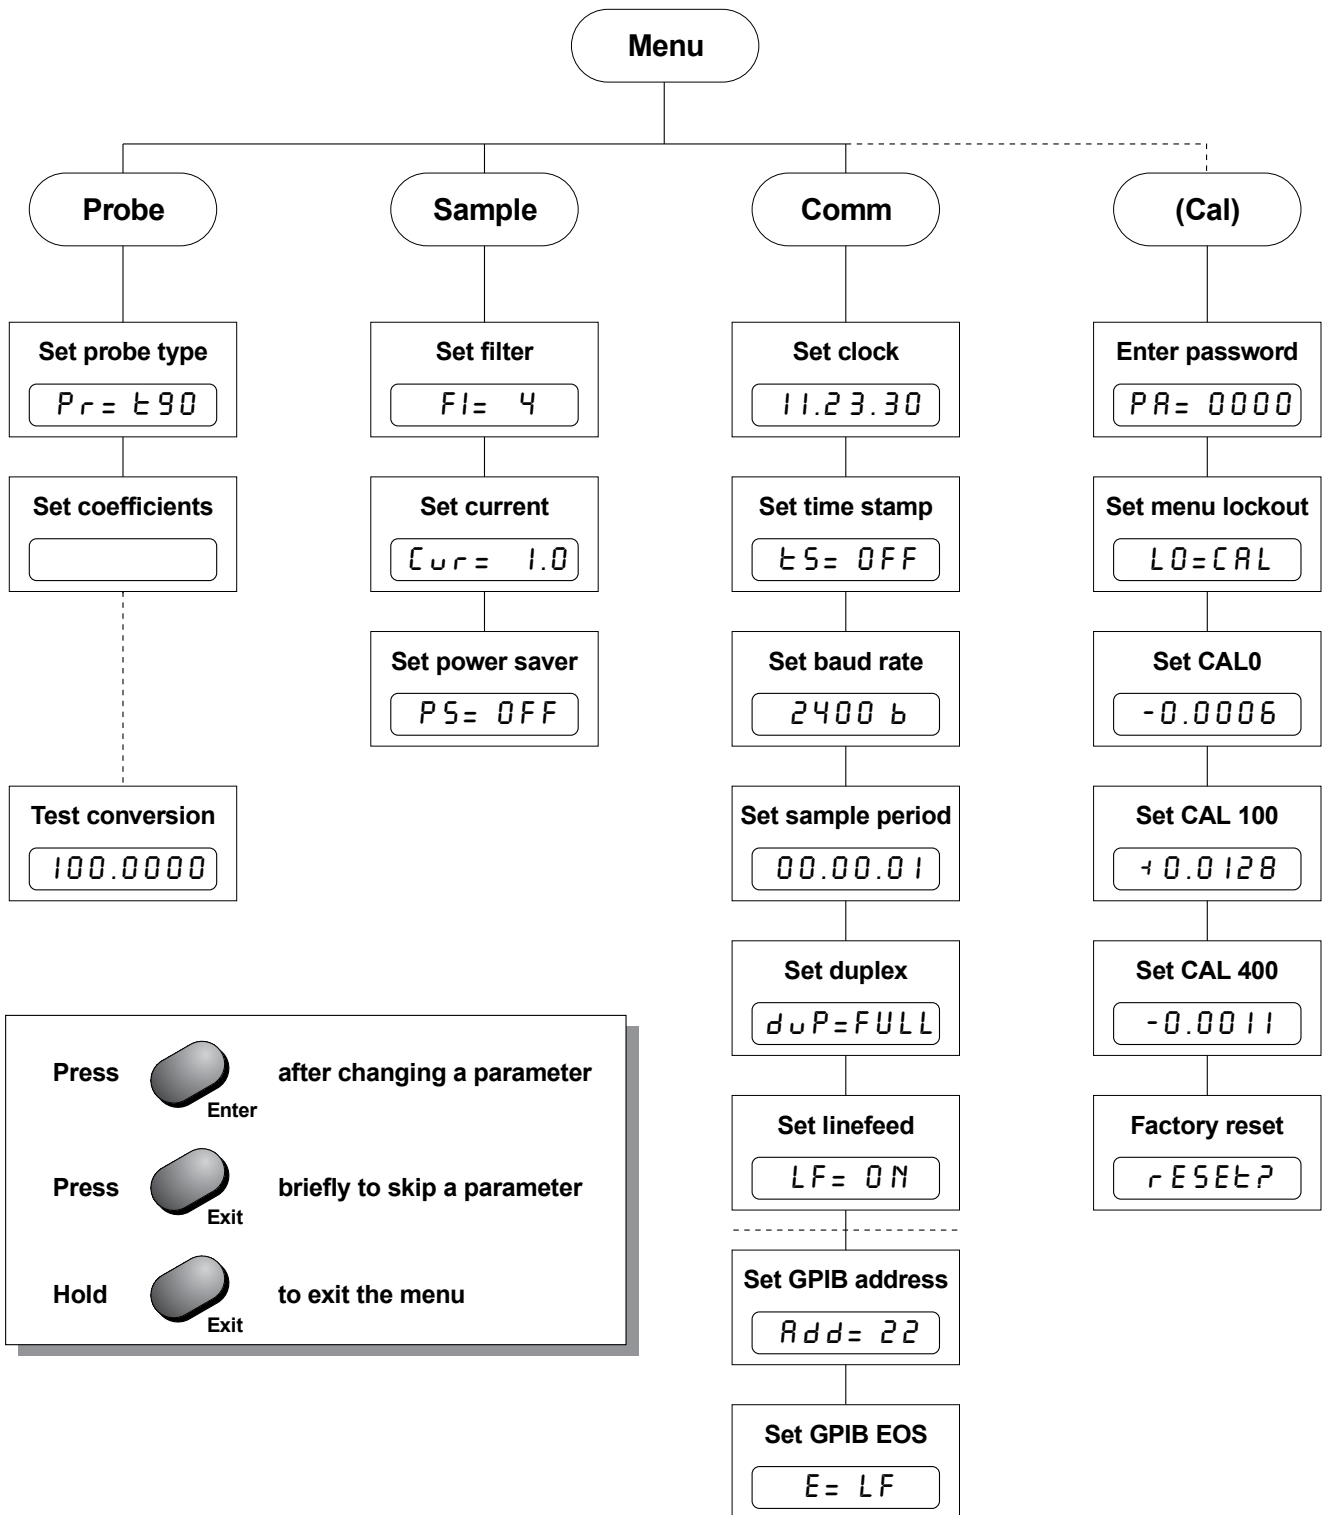 Menu
Probe
Sample
Comm
(Cal)
Set probe type
Pr= t90
Set coefficients
Test conversion
100.0000
Set filter
FI= 4
Set current
Cur= 1.0
Set power saver
PS= OFF
Set clock
11.23.30
Set time stamp
tS= OFF
Set baud rate
2400 b
Set sample period
00.00.01
Set duplex
duP=FULL
Set linefeed
LF= ON
Set GPIB address
Add= 22
Set GPIB EOS
E= LF
Enter password
PA= 0000
Set menu lockout
LO=CAL
Set CAL0
-0.0006
Set CAL 100
+0.0128
Set CAL 400
-0.0011
Factory reset
rESEt?
Press Enter after changing a parameter
Press Exit briefly to skip a parameter
Hold Exit to exit the menu